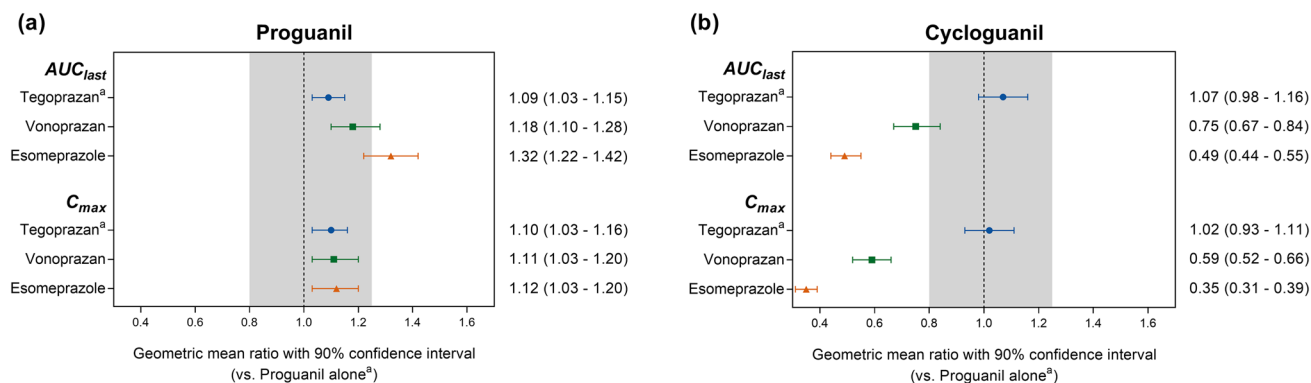 (a)
Proguanil
AUClast
Tegoprazanª 1.09 (1.03 - 1.15)
Vonoprazan 1.18 (1.10 - 1.28)
Esomeprazole 1.32 (1.22 - 1.42)
Cmax
Tegoprazanª 1.10 (1.03 - 1.16)
Vonoprazan 1.11 (1.03 - 1.20)
Esomeprazole 1.12 (1.03 - 1.20)
0.4 0.6 0.8 1.0 1.2 1.4 1.6
Geometric mean ratio with 90% confidence interval
(vs. Proguanil aloneª)
(b)
Cycloguanil
AUClast
Tegoprazanª 1.07 (0.98 - 1.16)
Vonoprazan 0.75 (0.67 - 0.84)
Esomeprazole 0.49 (0.44 - 0.55)
Cmax
Tegoprazanª 1.02 (0.93 - 1.11)
Vonoprazan 0.59 (0.52 - 0.66)
Esomeprazole 0.35 (0.31 - 0.39)
0.4 0.6 0.8 1.0 1.2 1.4 1.6
Geometric mean ratio with 90% confidence interval
(vs. Proguanil aloneª)